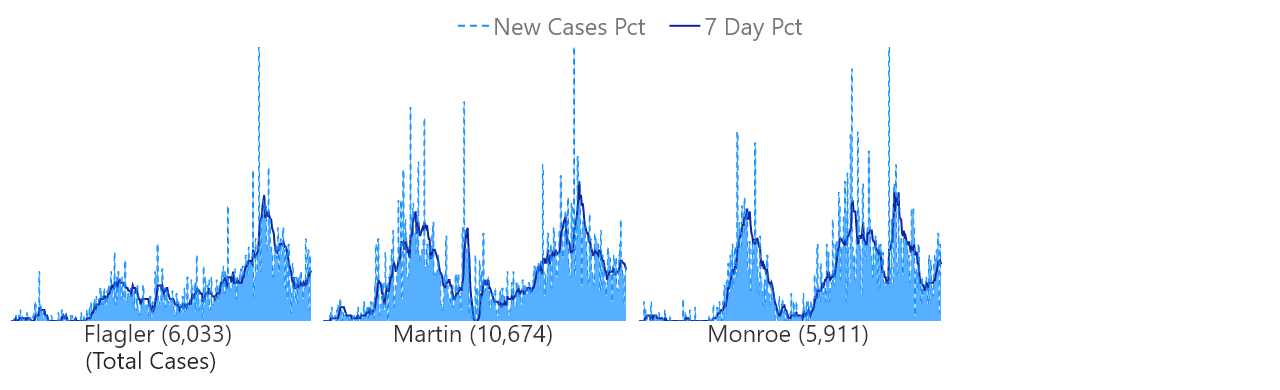 New Cases Pct 7 Day Pct
Flagler (6,033) Martin (10,674) Monroe (5,911)
(Total Cases)